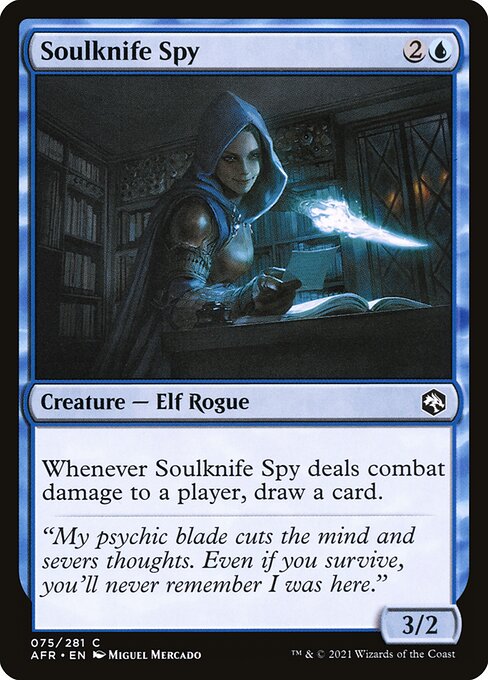 Soulknife Spy 2
Creature — Elf Rogue
Whenever Soulknife Spy deals combat
damage to a player, draw a card.
“My psychic blade cuts the mind and
severs thoughts. Even if you survive,
you’ll never remember I was here.”
3/2
075/281 C
AFR • EN Miguel Mercado
™ & © 2021 Wizards of the Coast